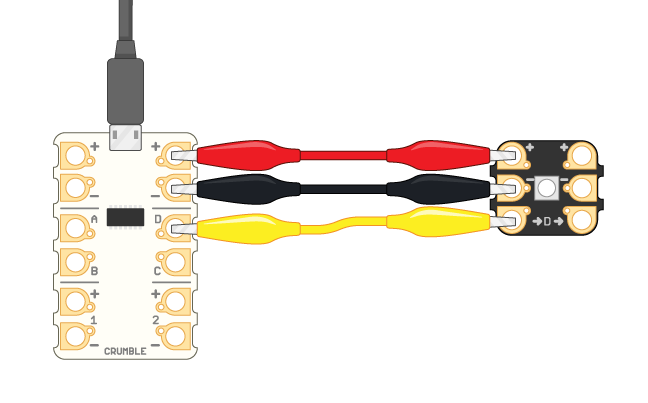 + +
− −
A D
B C
+ +
1 2
− −
CRUMBLE
+ +
− −
→D→